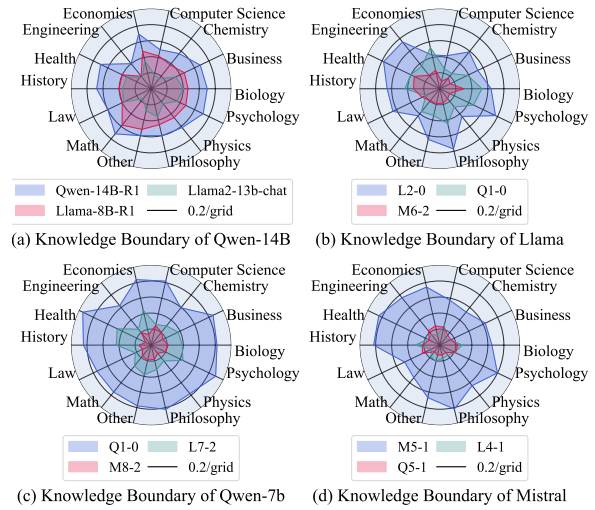 Economics Computer Science
Engineering Chemistry
Health Business
History Biology
Law Psychology
Math Physics
Other Philosophy
Qwen-14B-R1 Llama2-13b-chat
Llama-8B-R1 0.2/grid
(a) Knowledge Boundary of Qwen-14B
Economics Computer Science
Engineering Chemistry
Health Business
History Biology
Law Psychology
Math Physics
Other Philosophy
L2-0 Q1-0
M6-2 0.2/grid
(b) Knowledge Boundary of Llama
Economics Computer Science
Engineering Chemistry
Health Business
History Biology
Law Psychology
Math Physics
Other Philosophy
Q1-0 L7-2
M8-2 0.2/grid
(c) Knowledge Boundary of Qwen-7b
Economics Computer Science
Engineering Chemistry
Health Business
History Biology
Law Psychology
Math Physics
Other Philosophy
M5-1 L4-1
Q5-1 0.2/grid
(d) Knowledge Boundary of Mistral